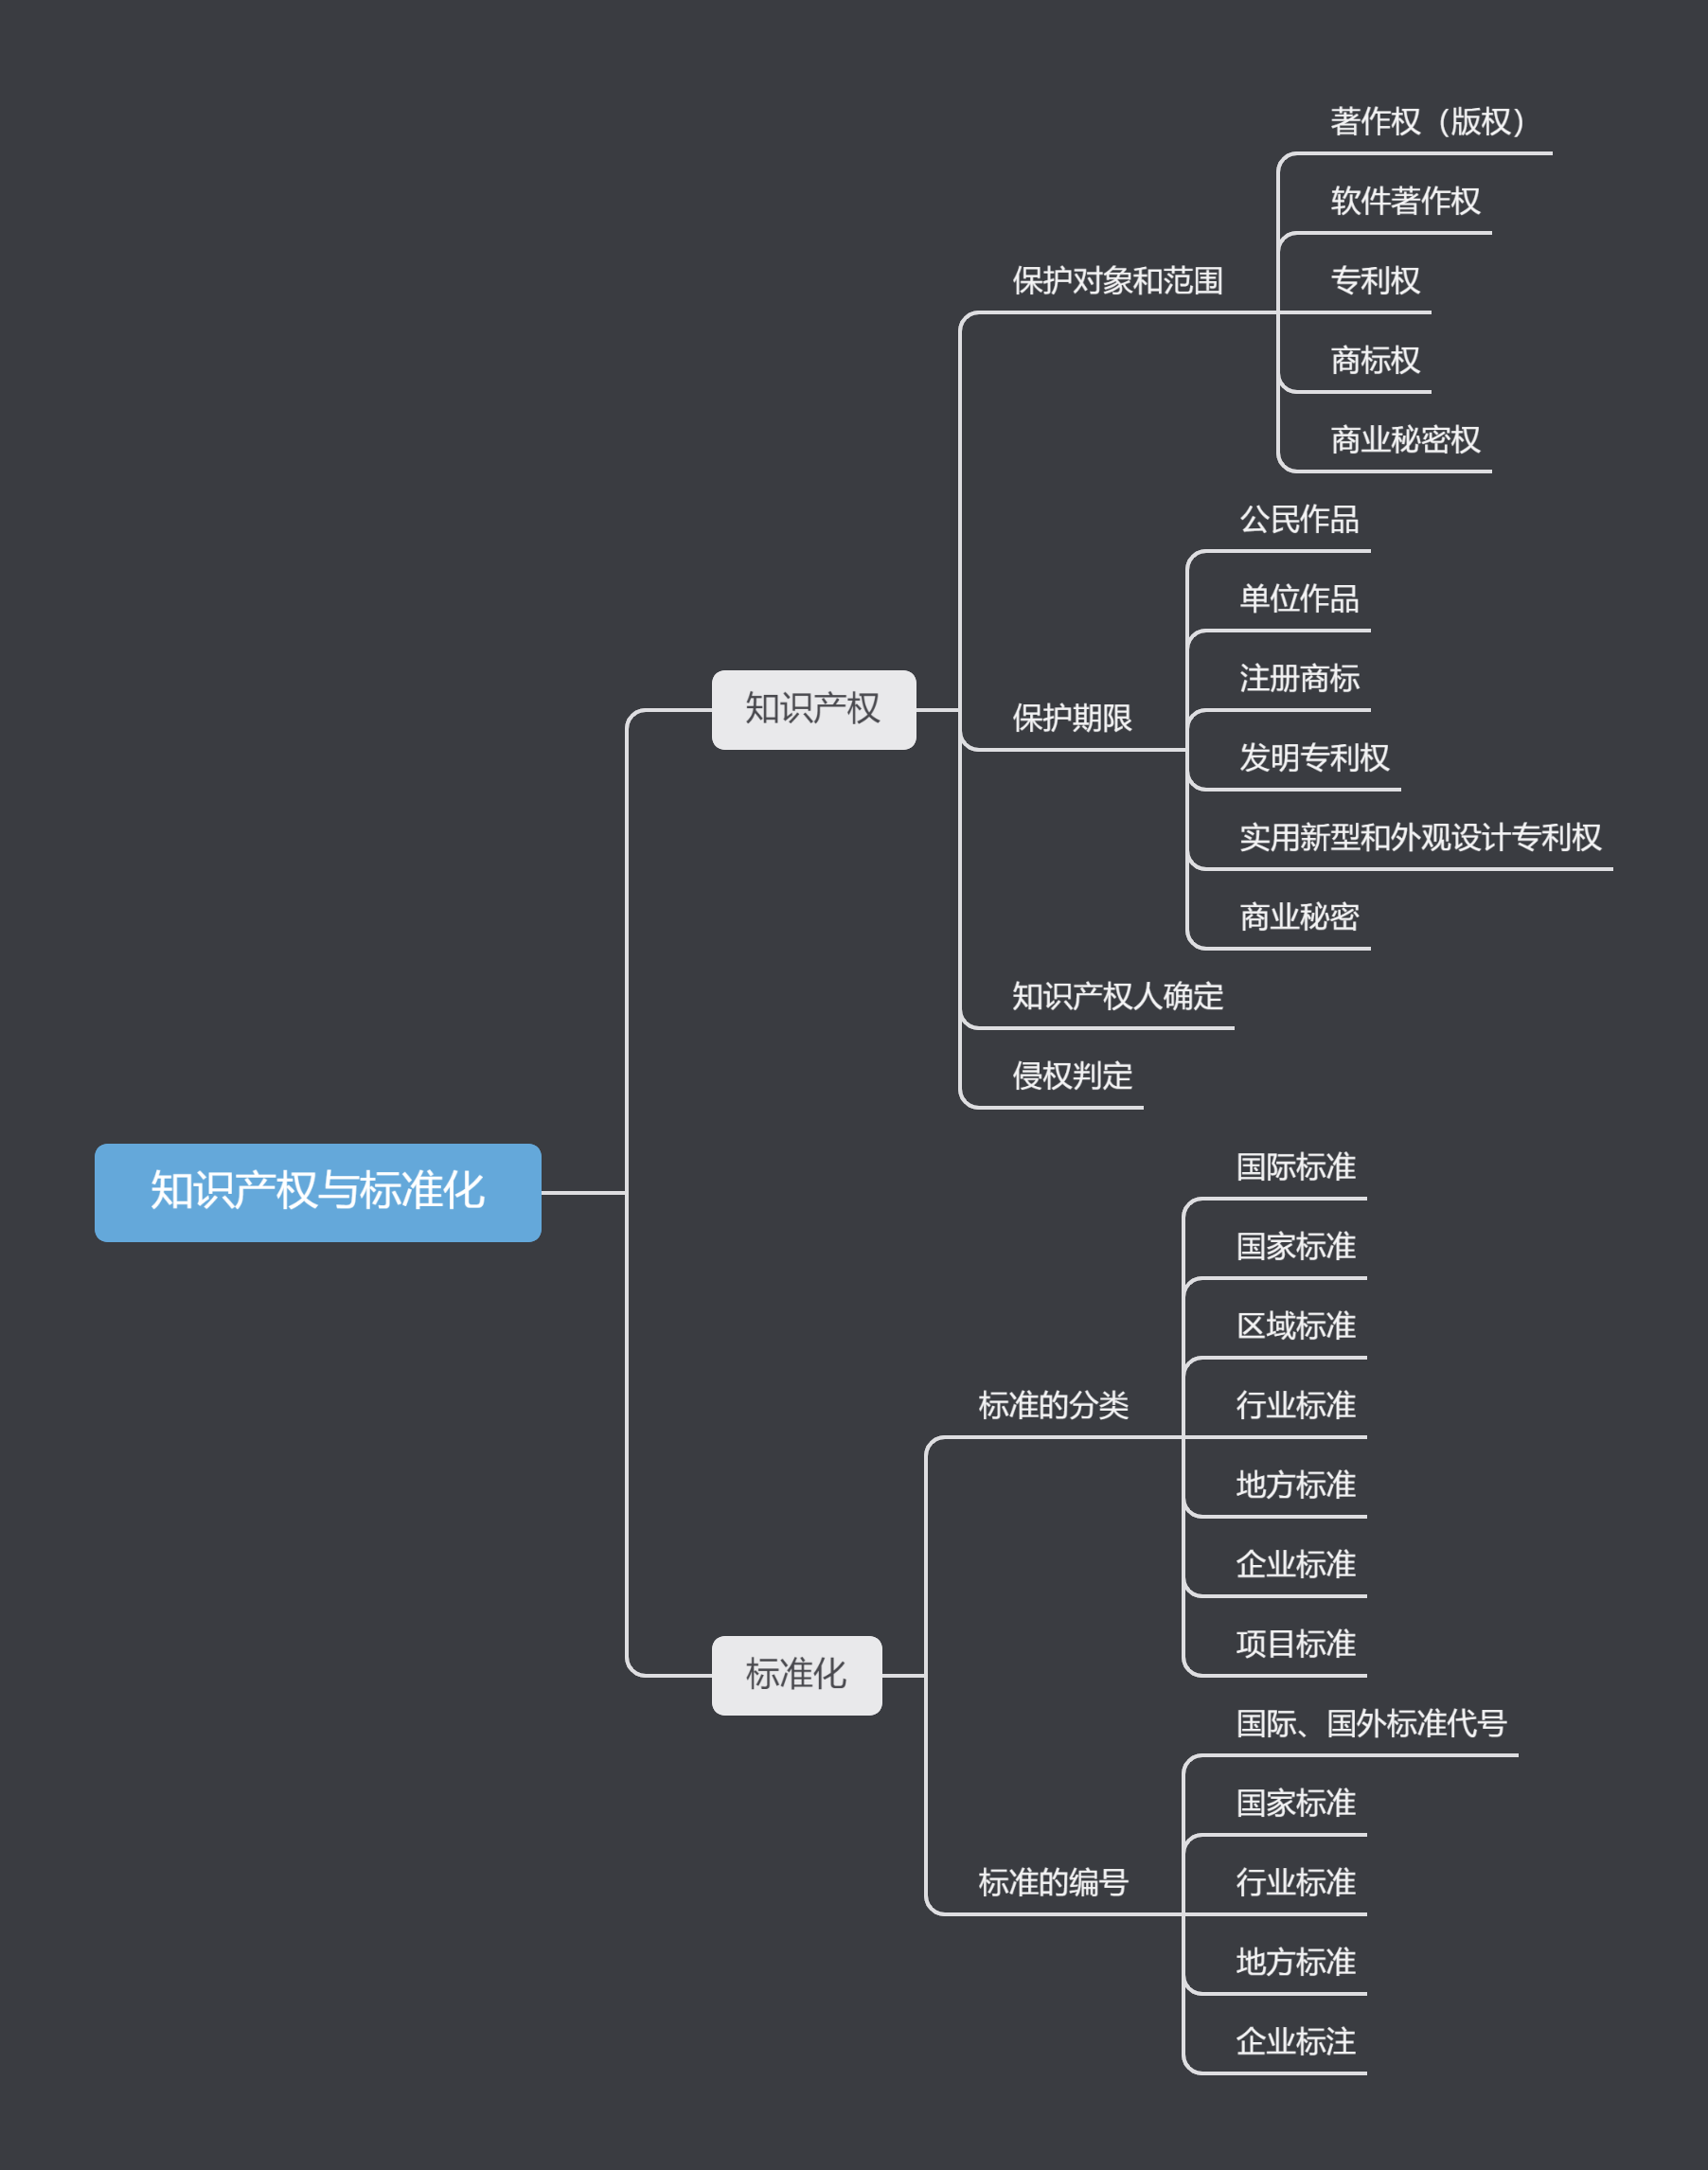 知识产权与标准化
知识产权
保护对象和范围
著作权（版权）
软件著作权
专利权
商标权
商业秘密权
保护期限
公民作品
单位作品
注册商标
发明专利权
实用新型和外观设计专利权
商业秘密
知识产权人确定
侵权判定
标准化
标准的分类
国际标准
国家标准
区域标准
行业标准
地方标准
企业标准
项目标准
标准的编号
国际、国外标准代号
国家标准
行业标准
地方标准
企业标注